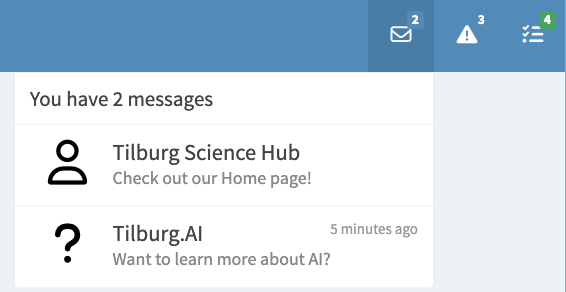 2
3
4
You have 2 messages
Tilburg Science Hub
Check out our Home page!
Tilburg.AI
5 minutes ago
Want to learn more about AI?